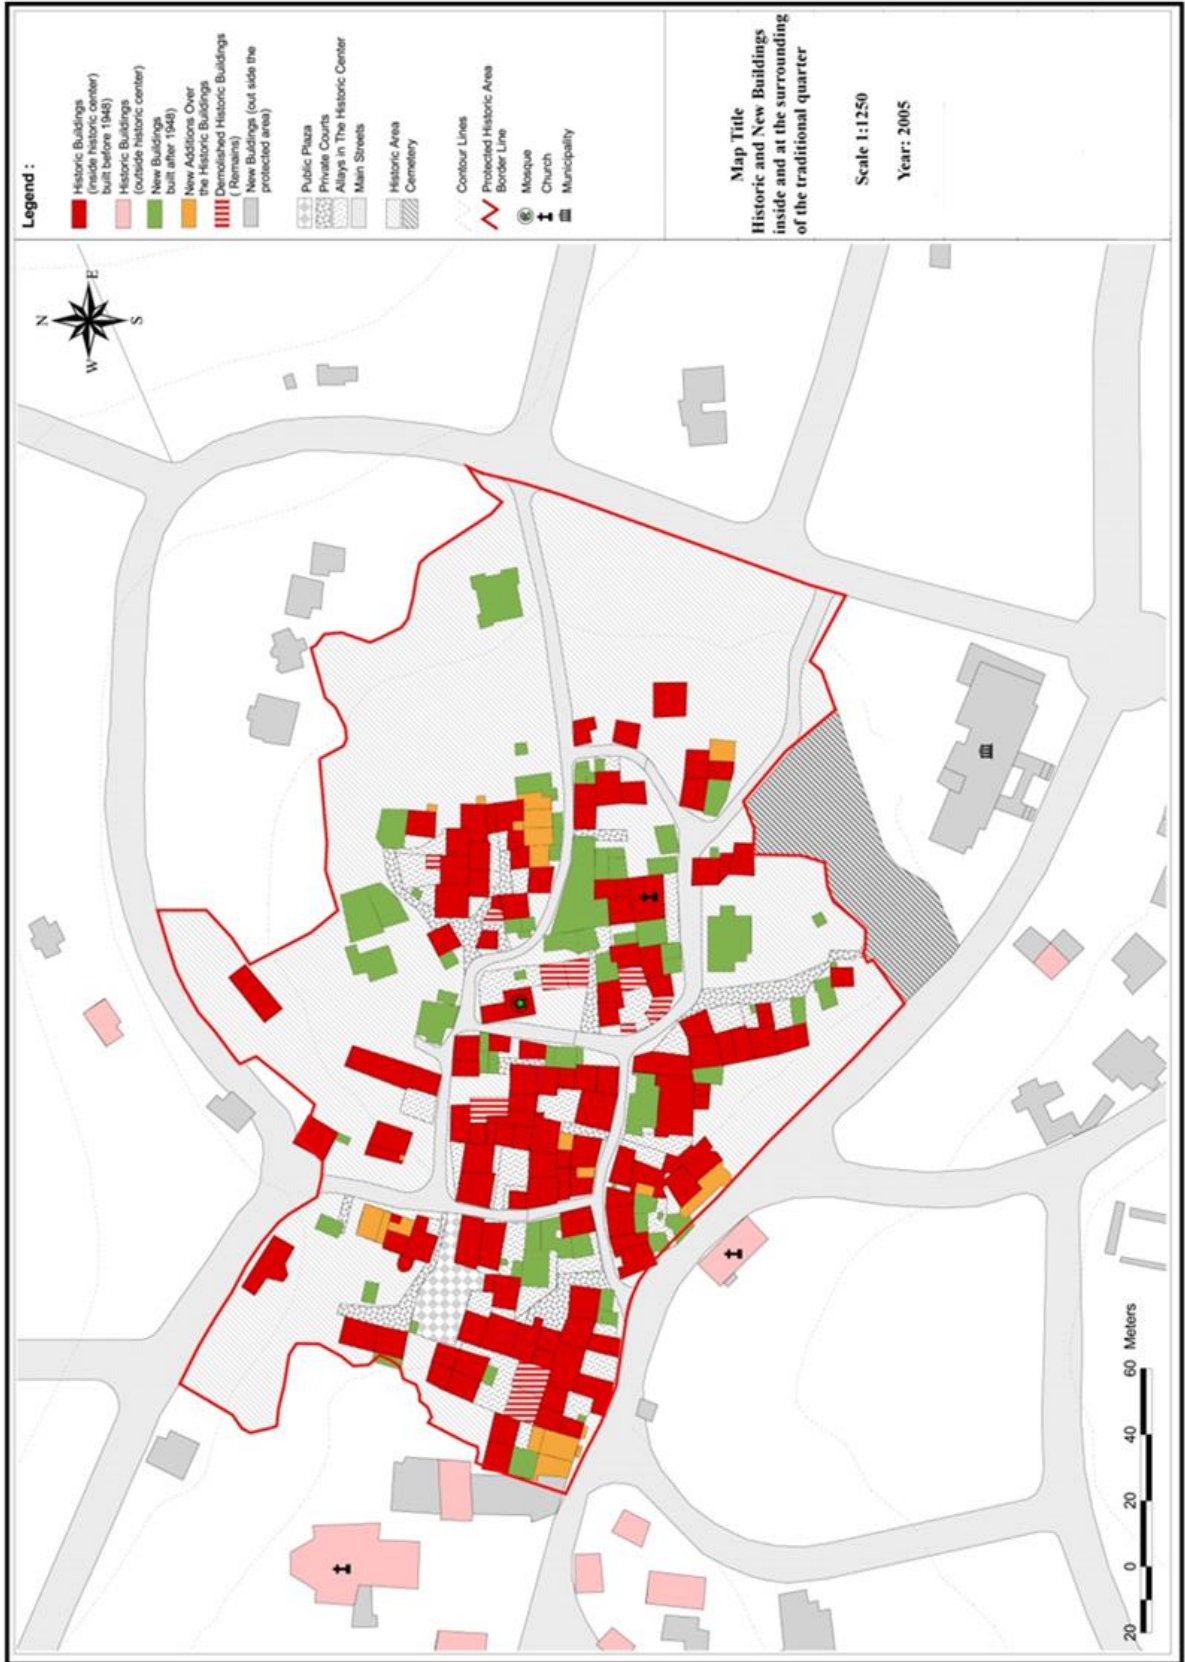 Legend :
Historic Buildings
(inside historic center)
built before 1948)
Historic Buildings
(outside historic center)
New Buildings
built after 1948)
New Additions Over
the Historic Buildings
Demolished Historic Buildings
( Remains)
New Buldings (out side the
protected area)
Public Plaza
Private Courts
Allays in The Historic Center
Main Streets
Historic Area
Cemetery
Contour Lines
Protected Historic Area
Border Line
Mosque
Church
Municipality
Map Title
Historic and New Buildings
inside and at the surrounding
of the traditional quarter
Scale 1:1250
Year: 2005
N
W
E
S
20 0 20 40 60 Meters